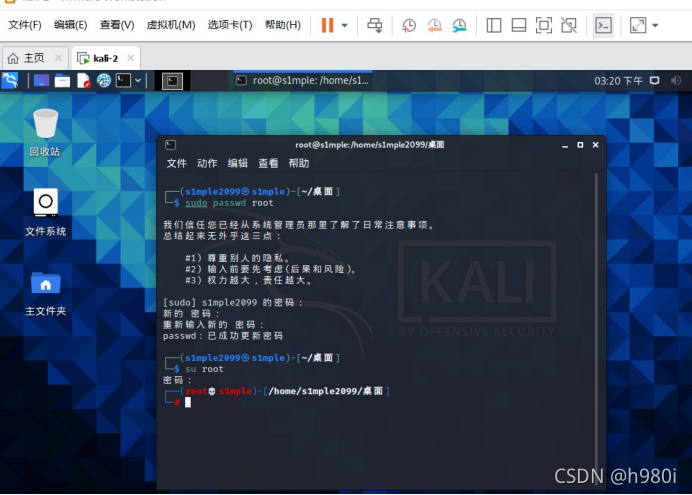 文件(F) 编辑(E) 查看(V) 虚拟机(M) 选项卡(T) 帮助(H)
主页 kali-2
root@s1mple: /home/s1... 03:20 下午
回收站
文件系统
主文件夹
root@s1mple:/home/s1mple2099/桌面
文件 动作 编辑 查看 帮助
┌──(s1mple2099㉿s1mple)-[~/桌面]
└─$ sudo passwd root
我们信任您已经从系统管理员那里了解了日常注意事项。
总结起来无外乎这三点：
#1) 尊重别人的隐私。
#2) 输入前要先考虑(后果和风险)。
#3) 权力越大，责任越大。
[sudo] s1mple2099 的密码：
新的 密码：
重新输入新的 密码：
passwd：已成功更新密码
┌──(s1mple2099㉿s1mple)-[~/桌面]
└─$ su root
密码：
┌──(root💀s1mple)-[/home/s1mple2099/桌面]
└─#
KALI
BY OFFENSIVE SECURITY
CSDN @h980i